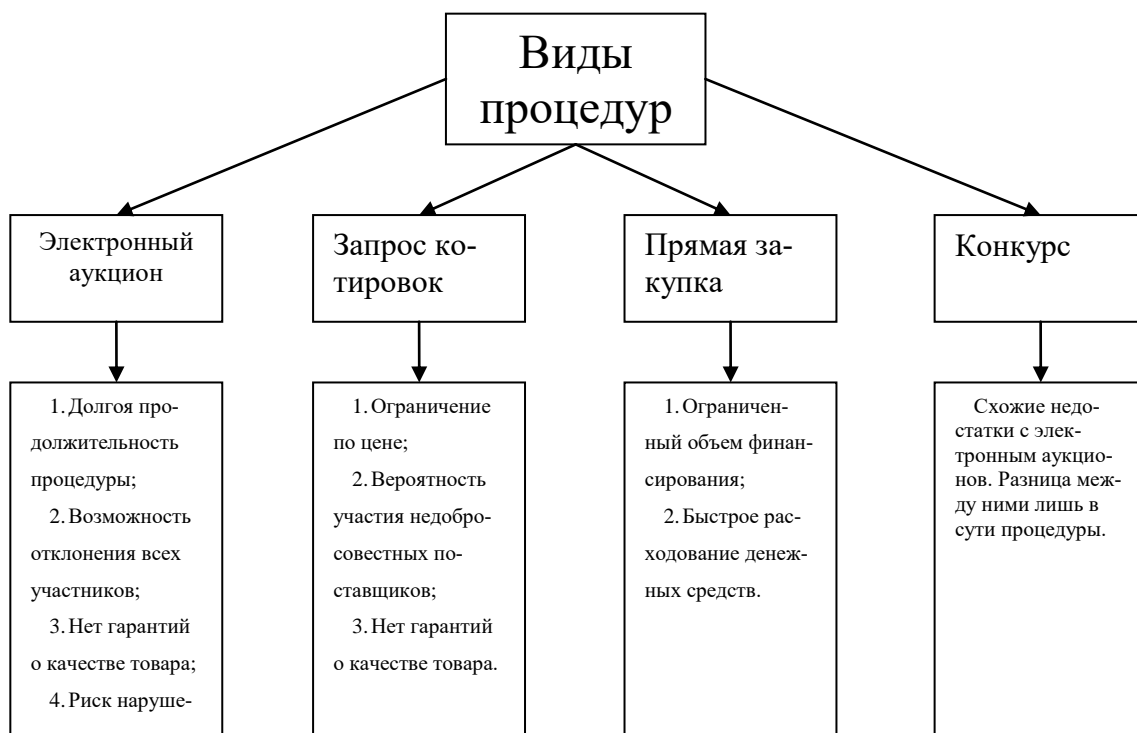 Виды
процедур
Электронный
аукцион
Запрос ко-
тировок
Прямая за-
купка
Конкурс
1. Долгоя про-
должительность
процедуры;
2. Возможность
отклонения всех
участников;
3. Нет гарантий
о качестве товара;
4. Риск наруше-
1. Ограничение
по цене;
2. Вероятность
участия недобро-
совестных по-
ставщиков;
3. Нет гарантий
о качестве товара.
1. Ограничен-
ный объем финан-
сирования;
2. Быстрое рас-
ходование денеж-
ных средств.
Схожие недо-
статки с элек-
тронным аукцио-
нов. Разница меж-
ду ними лишь в
сути процедуры.